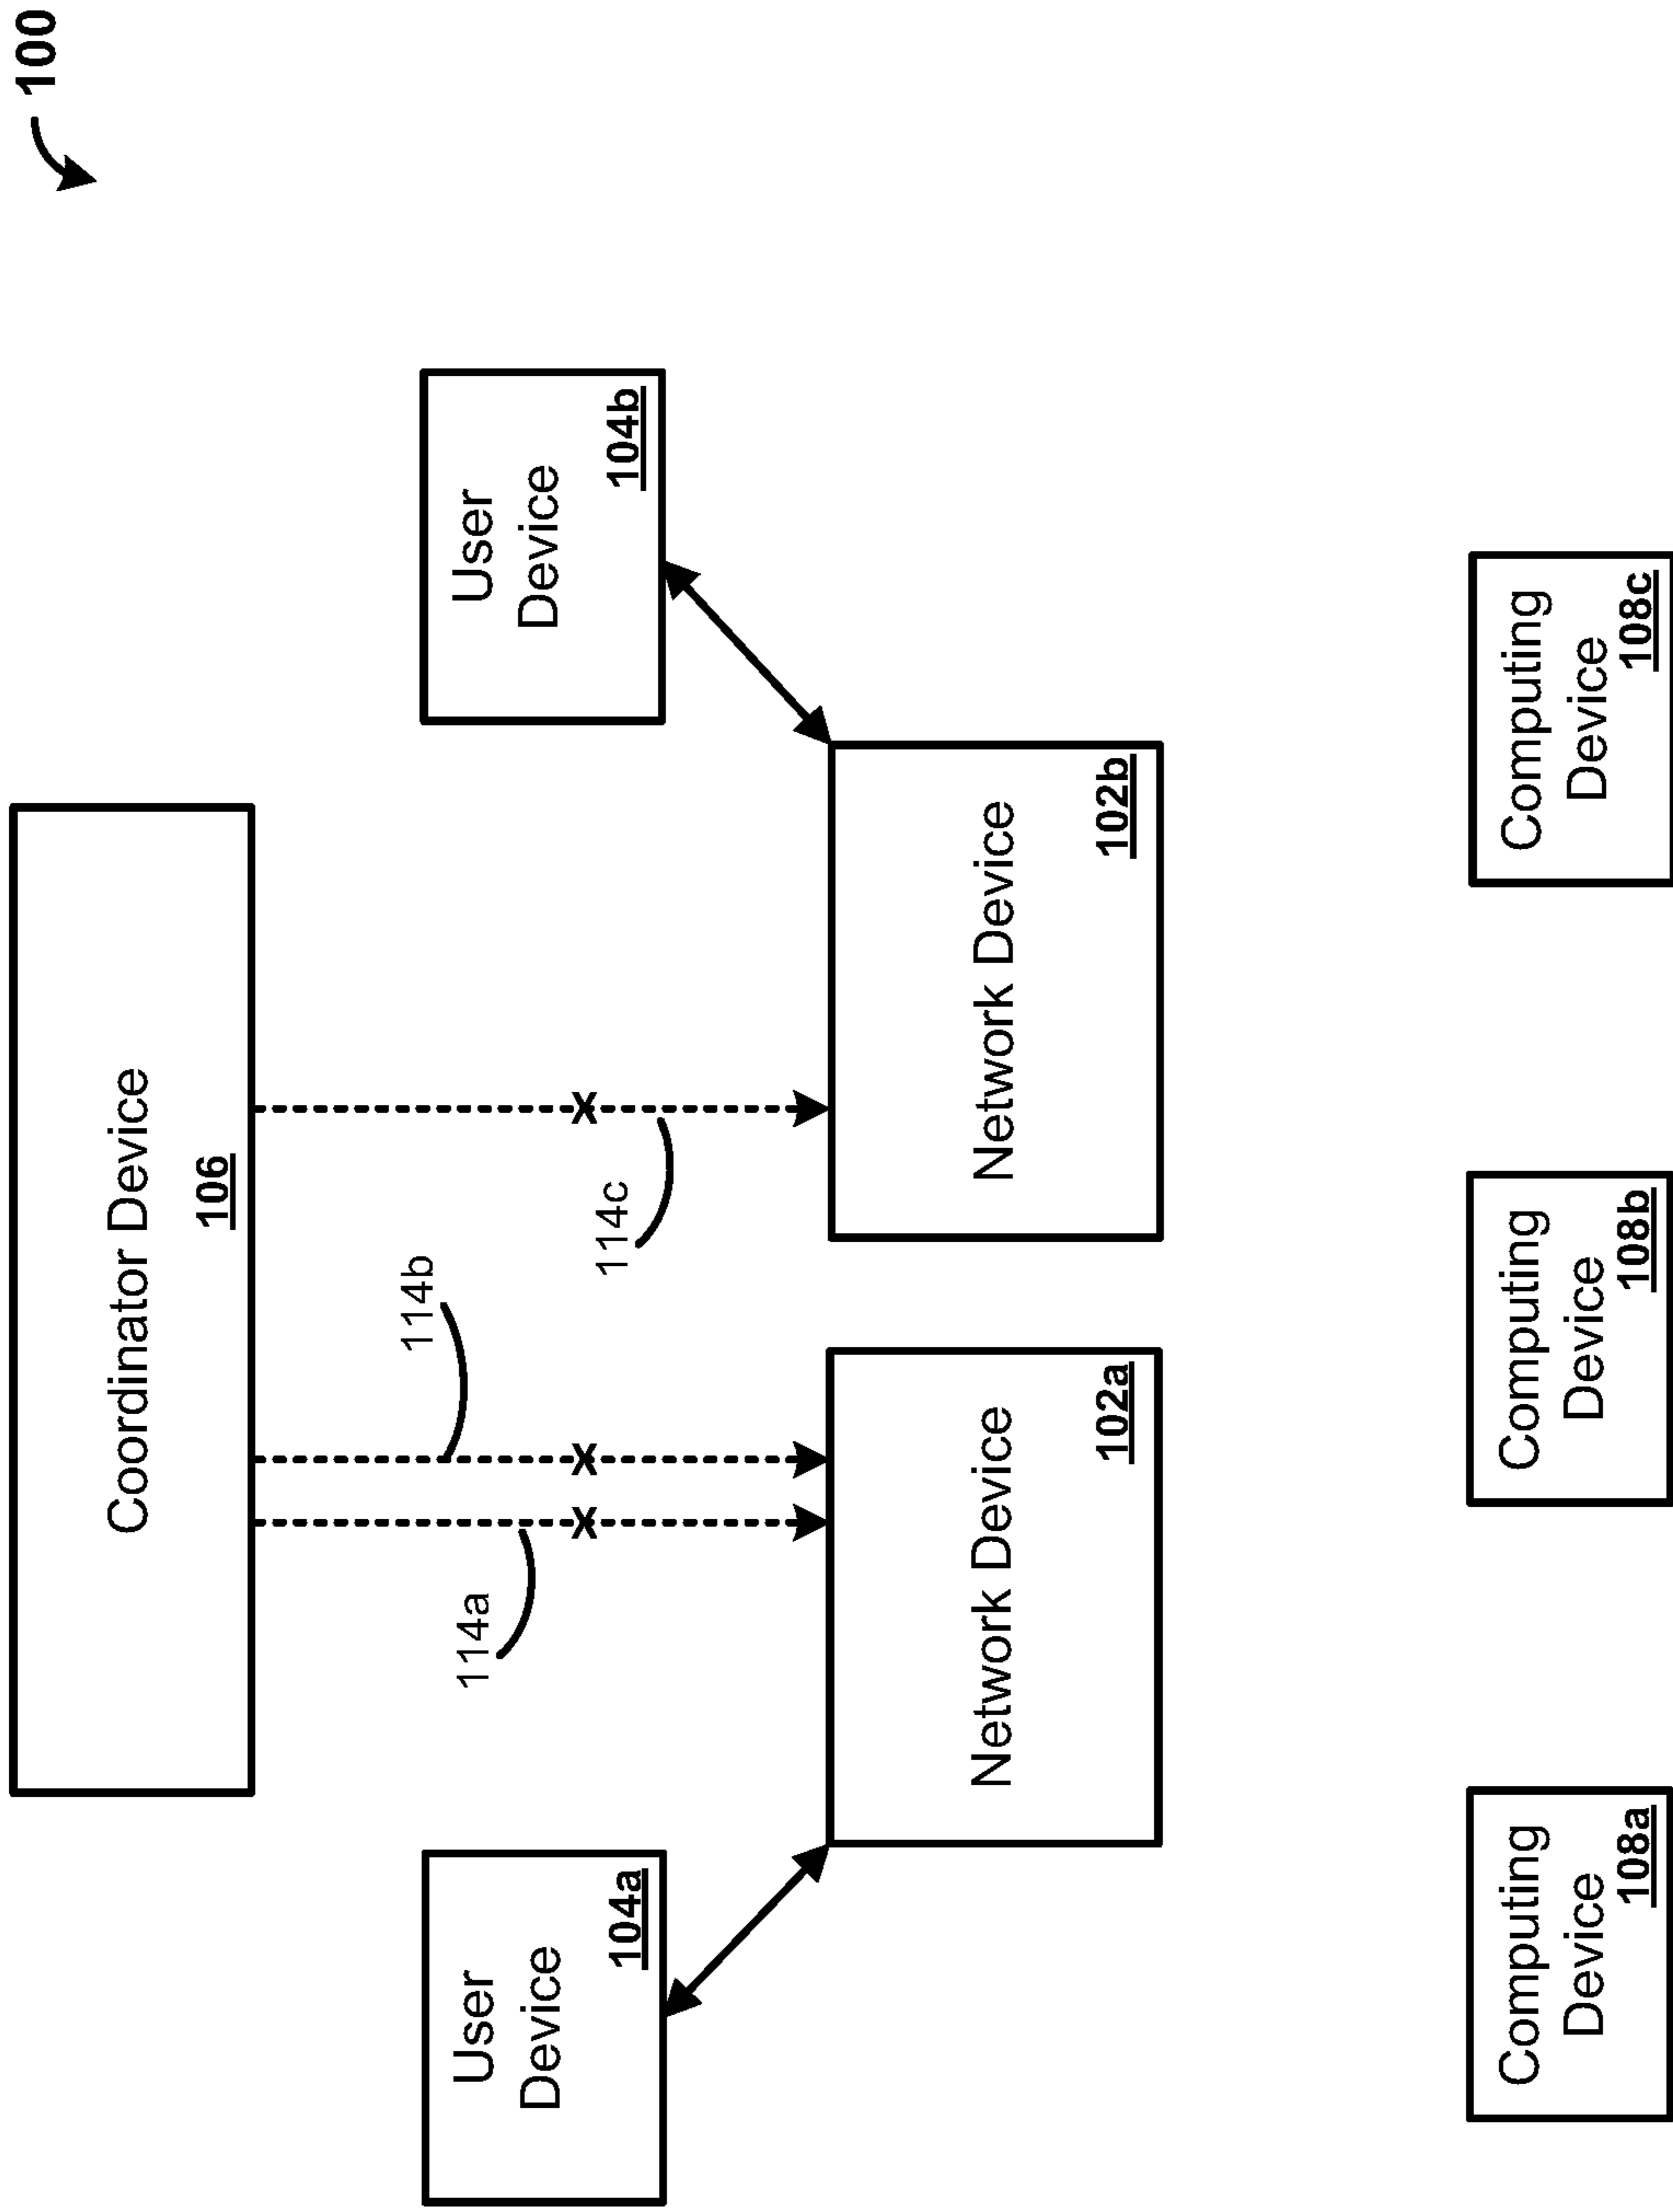 100
Coordinator Device
106
114a
114b
114c
User
Device
104a
User
Device
104b
Network Device
102a
Network Device
102b
Computing
Device
108a
Computing
Device
108b
Computing
Device
108c